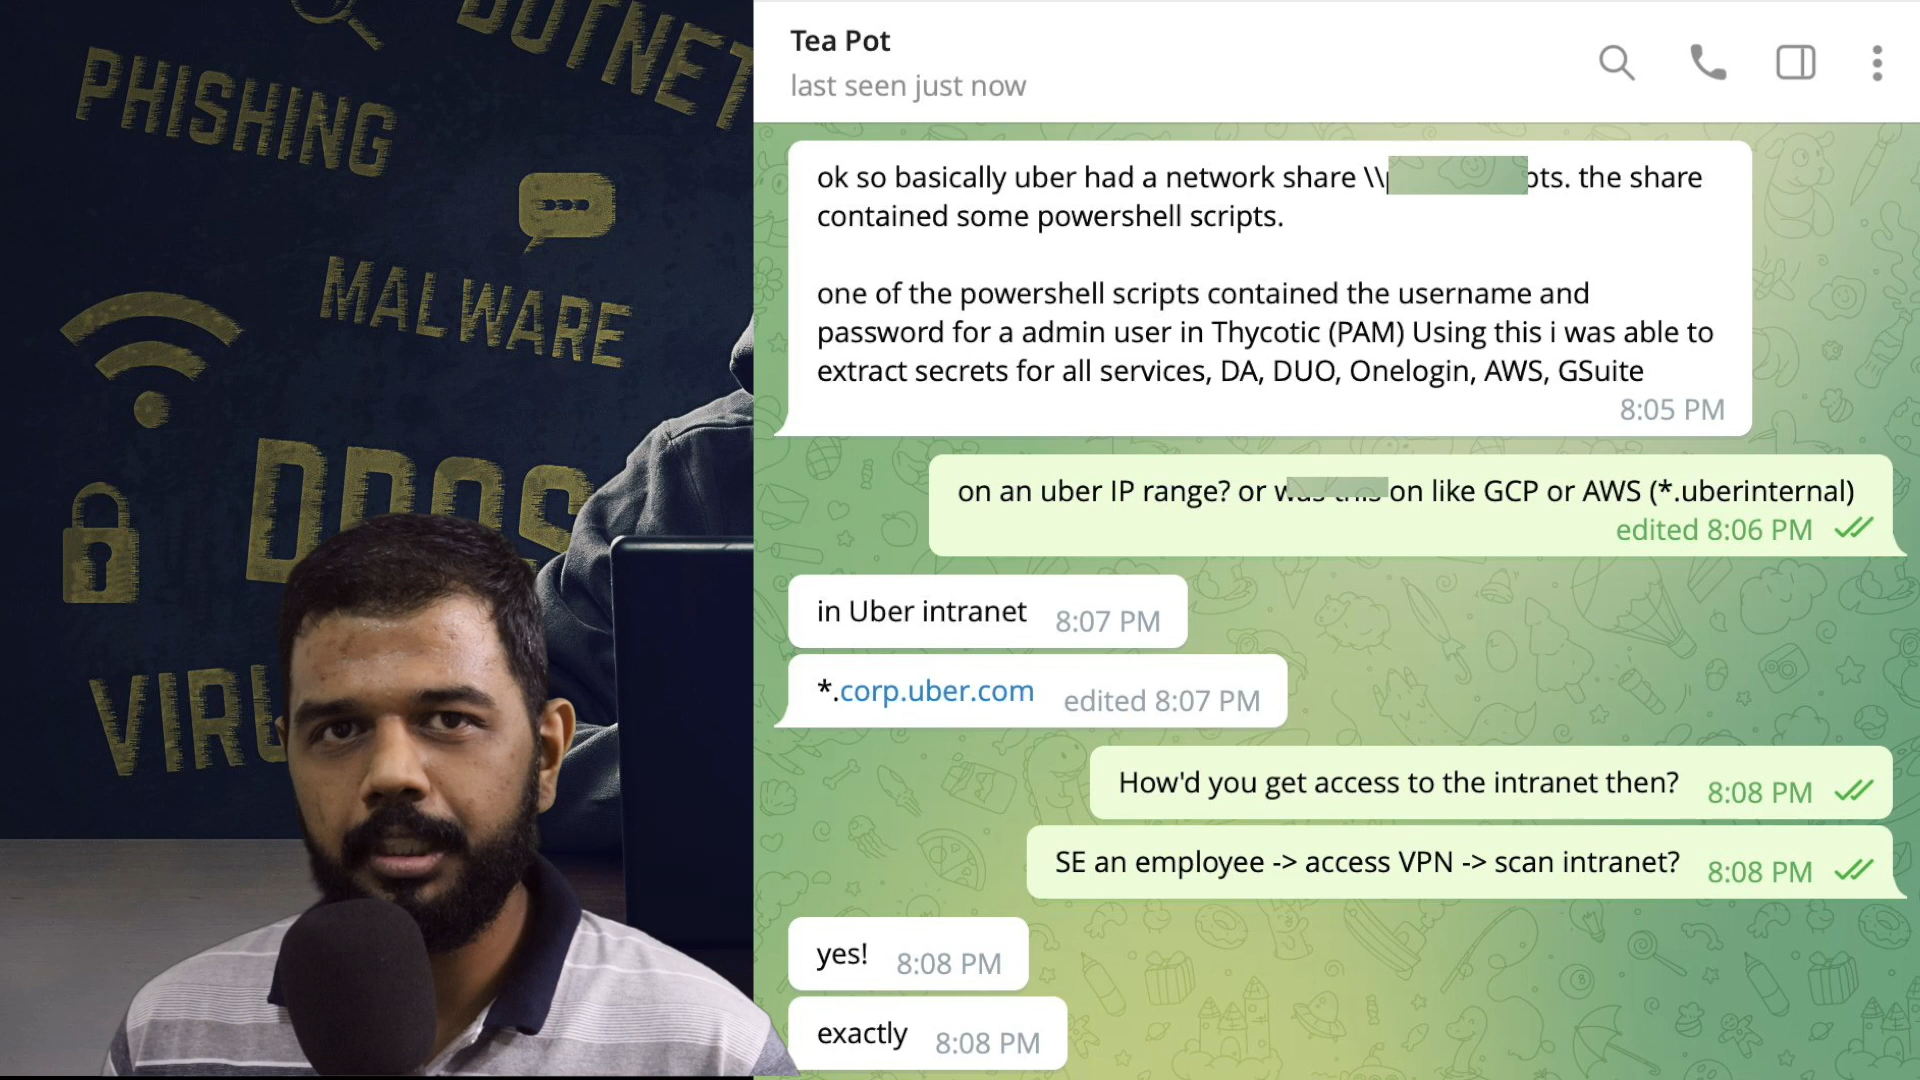 PHISHING
DOTNET
MALWARE
DDOS
Tea Pot
last seen just now
ok so basically uber had a network share \\ pts. the share
contained some powershell scripts.
one of the powershell scripts contained the username and
password for a admin user in Thycotic (PAM) Using this i was able to
extract secrets for all services, DA, DUO, Onelogin, AWS, GSuite
8:05 PM
on an uber IP range? or was this on like GCP or AWS (*.uberinternal)
edited 8:06 PM
in Uber intranet 8:07 PM
*.corp.uber.com edited 8:07 PM
How'd you get access to the intranet then? 8:08 PM
SE an employee -> access VPN -> scan intranet? 8:08 PM
yes! 8:08 PM
exactly 8:08 PM